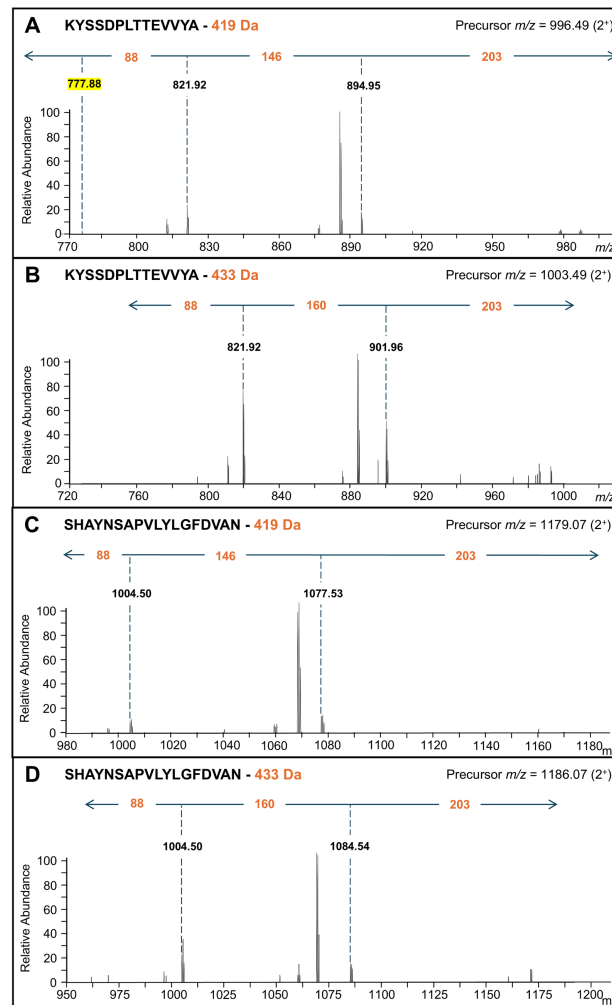 A KYSSDPLTTEVVYA - 419 Da Precursor m/z = 996.49 (2⁺)
88 146 203
777.88 821.92 894.95
Relative Abundance
100
80
60
40
20
0
770 800 830 860 890 920 950 980 m/z
B KYSSDPLTTEVVYA - 433 Da Precursor m/z = 1003.49 (2⁺)
88 160 203
821.92 901.96
Relative Abundance
100
80
60
40
20
0
720 760 800 840 880 920 960 1000 m/z
C SHAYNSAPVLYLGFDVAN - 419 Da Precursor m/z = 1179.07 (2⁺)
88 146 203
1004.50 1077.53
Relative Abundance
100
80
60
40
20
0
980 1000 1020 1040 1060 1080 1100 1120 1140 1160 1180 m
D SHAYNSAPVLYLGFDVAN - 433 Da Precursor m/z = 1186.07 (2⁺)
88 160 203
1004.50 1084.54
Relative Abundance
100
80
60
40
20
0
950 975 1000 1025 1050 1075 1100 1125 1150 1175 1200 m